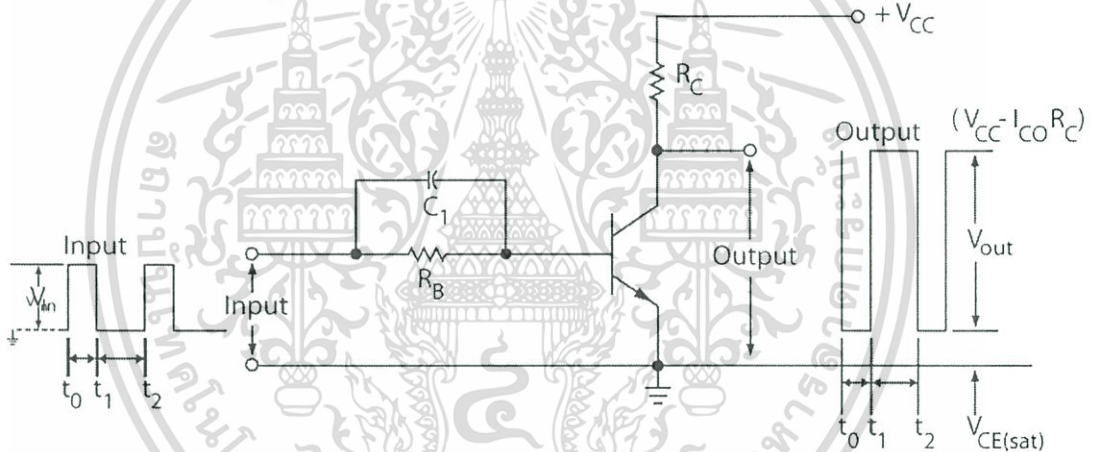 + V_CC
R_C
Output
(V_CC - I_CO R_C)
C_1
Input
V_in
R_B
Input
Output
V_out
t_0 t_1 t_2
t_0 t_1 t_2
V_CE(sat)